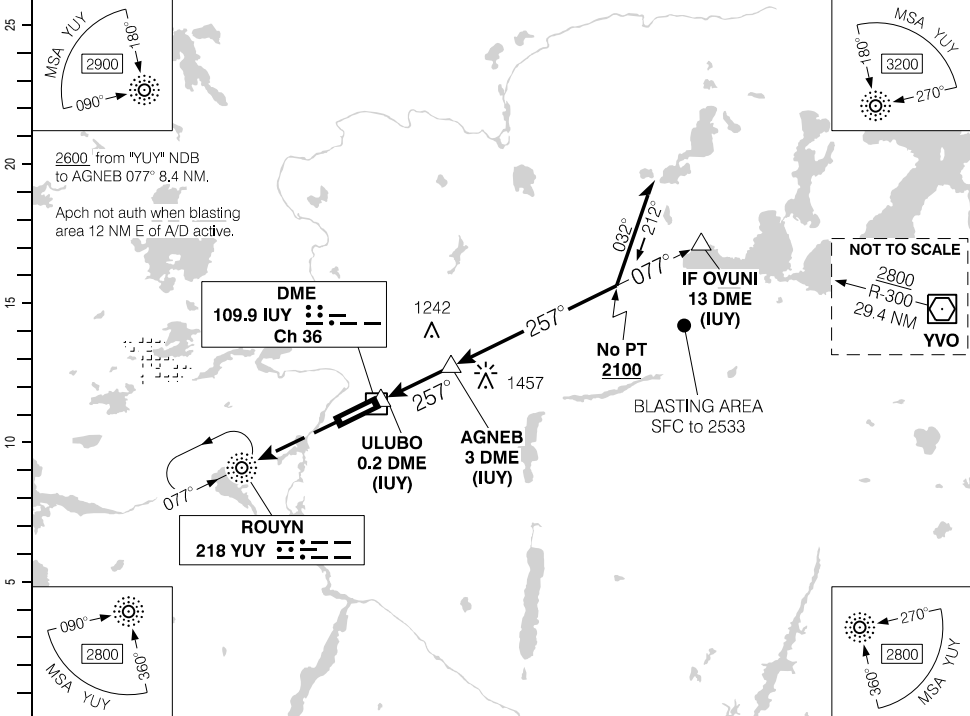 25
20
15
10
5
MSA YUY
180°
2900
090°
MSA YUY
180°
3200
270°
2600 from "YUY" NDB
to AGNEB 077° 8.4 NM.
Apch not auth when blasting
area 12 NM E of A/D active.
032°
212°
077°
IF OVUNI
13 DME
(IUY)
NOT TO SCALE
2800
R-300
29.4 NM
YVO
DME
109.9 IUY
Ch 36
1242
257°
No PT
2100
1457
BLASTING AREA
SFC to 2533
257°
ULUBO
0.2 DME
(IUY)
AGNEB
3 DME
(IUY)
077°
ROUYN
218 YUY
090°
2800
360°
MSA YUY
270°
2800
360°
MSA YUY